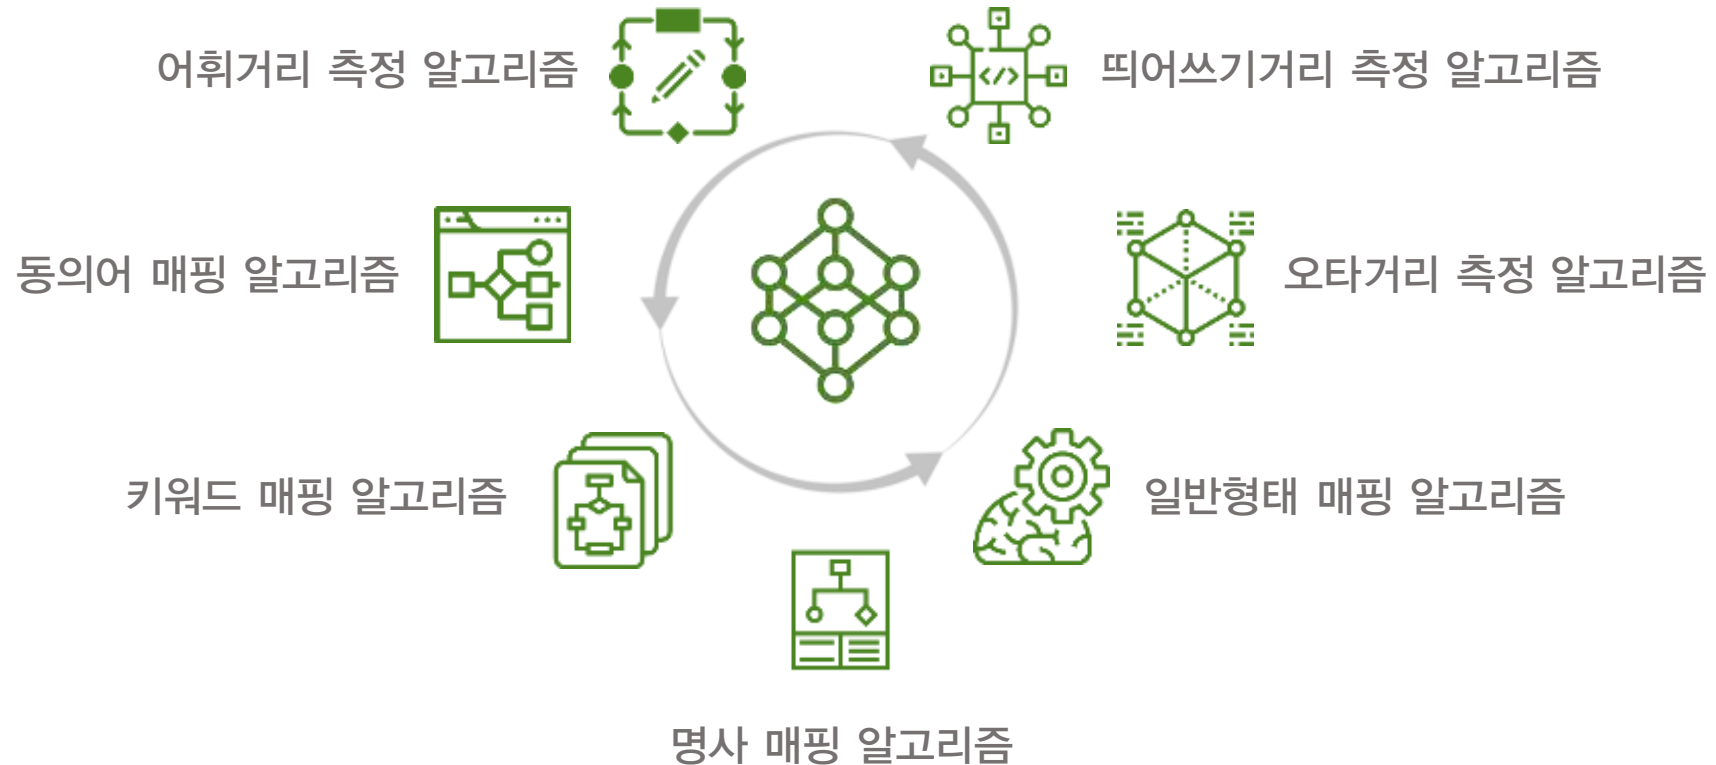 어휘거리 측정 알고리즘
띄어쓰기거리 측정 알고리즘
동의어 매핑 알고리즘
오타거리 측정 알고리즘
키워드 매핑 알고리즘
일반형태 매핑 알고리즘
명사 매핑 알고리즘